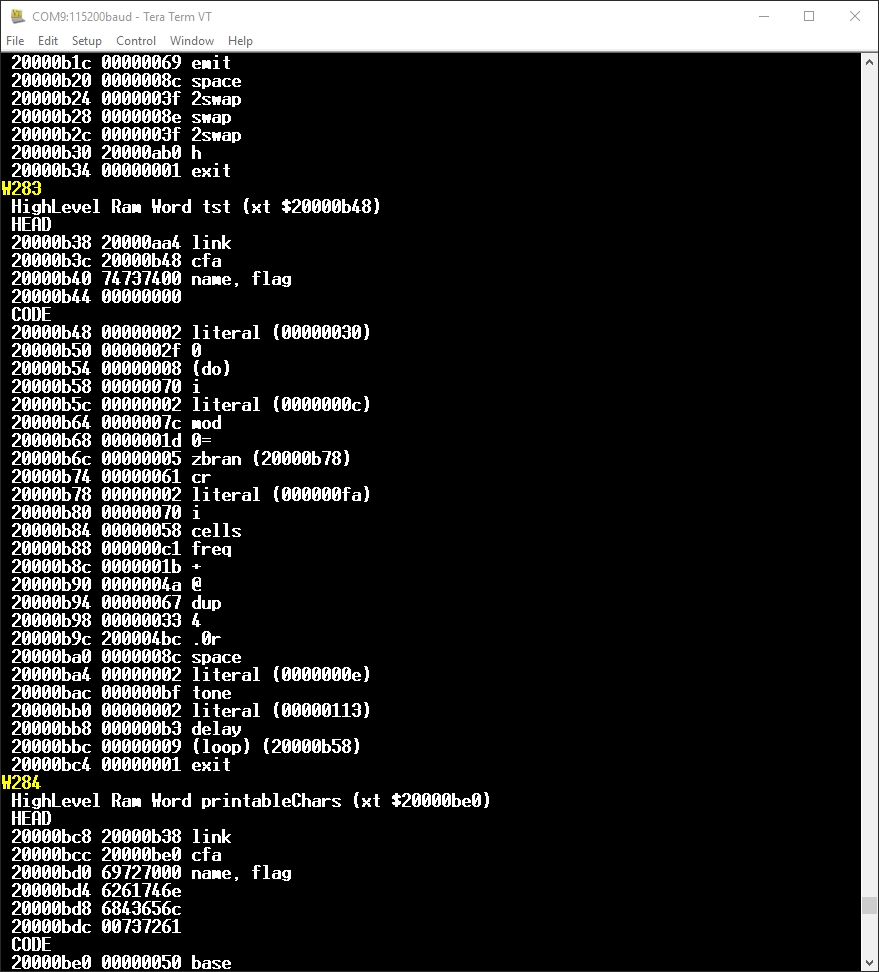 COM9:115200baud - Tera Term VT
File Edit Setup Control Window Help
20000b1c 00000069 emit
20000b20 0000008c space
20000b24 0000003f 2swap
20000b28 0000008e swap
20000b2c 0000003f 2swap
20000b30 20000ab0 h
20000b34 00000001 exit
W283
HighLevel Ram Word tst (xt $20000b48)
HEAD
20000b38 20000aa4 link
20000b3c 20000b48 cfa
20000b40 74737400 name, flag
20000b44 00000000
CODE
20000b48 00000002 literal (00000030)
20000b50 0000002f 0
20000b54 00000008 (do)
20000b58 00000070 i
20000b5c 00000002 literal (0000000c)
20000b64 0000007c mod
20000b68 0000001d 0=
20000b6c 00000005 zbran (20000b78)
20000b74 00000061 cr
20000b78 00000002 literal (000000fa)
20000b80 00000070 i
20000b84 00000058 cells
20000b88 000000c1 freq
20000b8c 0000001b +
20000b90 0000004a @
20000b94 00000067 dup
20000b98 00000033 4
20000b9c 200004bc .0r
20000ba0 0000008c space
20000ba4 00000002 literal (0000000e)
20000bac 000000bf tone
20000bb0 00000002 literal (00000113)
20000bb8 000000b3 delay
20000bbc 00000009 (loop) (20000b58)
20000bc4 00000001 exit
W284
HighLevel Ram Word printableChars (xt $20000be0)
HEAD
20000bc8 20000b38 link
20000bcc 20000be0 cfa
20000bd0 69727000 name, flag
20000bd4 6261746e
20000bd8 6843656c
20000bdc 00737261
CODE
20000be0 00000050 base